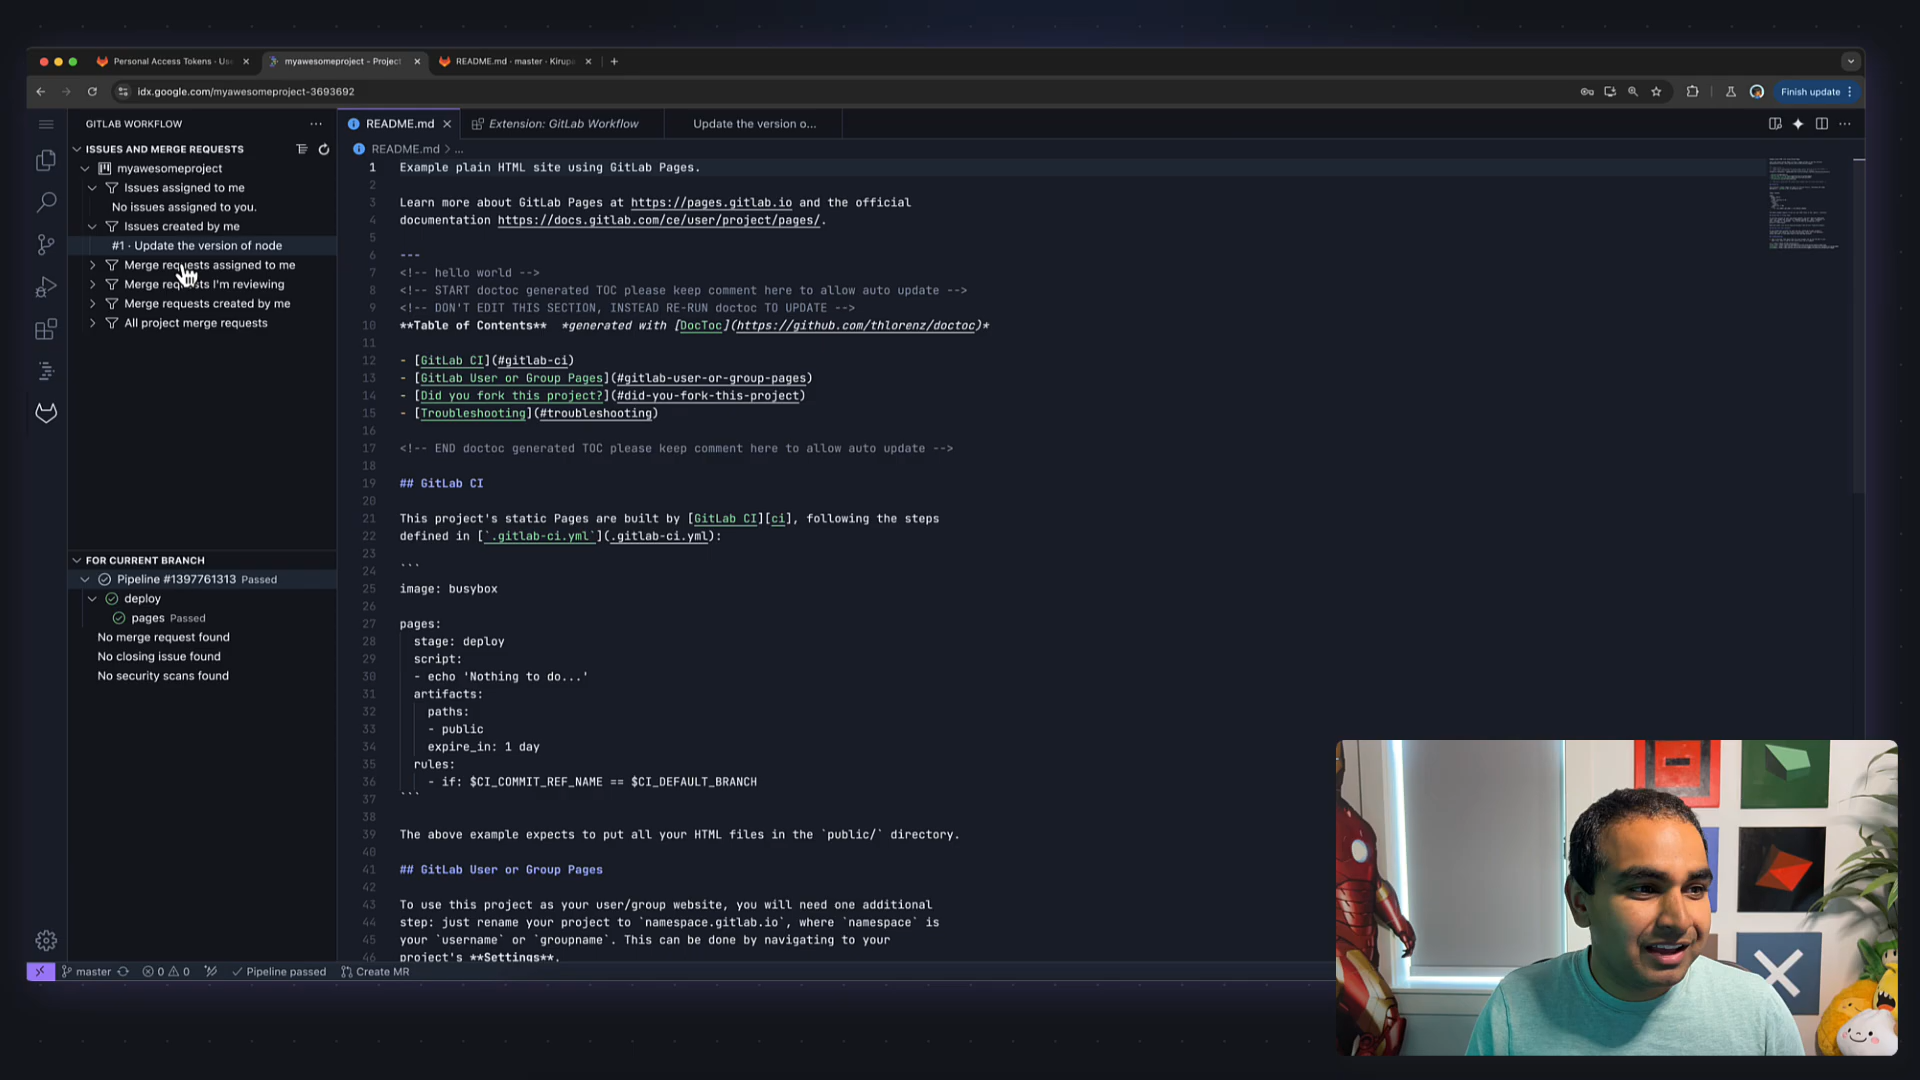 Personal Access Tokens · Use
myawesomeproject – Project
README.md · master · Kirupa
idx.google.com/myawesomeproject-3693692
Finish update
GITLAB WORKFLOW
ISSUES AND MERGE REQUESTS
myawesomeproject
Issues assigned to me
No issues assigned to you.
Issues created by me
#1 · Update the version of node
Merge requests assigned to me
Merge requests I'm reviewing
Merge requests created by me
All project merge requests
FOR CURRENT BRANCH
Pipeline #1397761313 Passed
deploy
pages Passed
No merge request found
No closing issue found
No security scans found
README.md
Extension: GitLab Workflow
Update the version o...
README.md > ...
1 Example plain HTML site using GitLab Pages.
2
3 Learn more about GitLab Pages at https://pages.gitlab.io and the official
4 documentation https://docs.gitlab.com/ce/user/project/pages/.
5
6 ---
7 <!-- hello world -->
8 <!-- START doctoc generated TOC please keep comment here to allow auto update -->
9 <!-- DON'T EDIT THIS SECTION, INSTEAD RE-RUN doctoc TO UPDATE -->
10 **Table of Contents**  *generated with [DocToc](https://github.com/thlorenz/doctoc)*
11
12 - [GitLab CI](#gitlab-ci)
13 - [GitLab User or Group Pages](#gitlab-user-or-group-pages)
14 - [Did you fork this project?](#did-you-fork-this-project)
15 - [Troubleshooting](#troubleshooting)
16
17 <!-- END doctoc generated TOC please keep comment here to allow auto update -->
18
19 ## GitLab CI
20
21 This project's static Pages are built by [GitLab CI][ci], following the steps
22 defined in [`.gitlab-ci.yml`](.gitlab-ci.yml):
23
24 ```
25 image: busybox
26
27 pages:
28 stage: deploy
29 script:
30 - echo 'Nothing to do...'
31 artifacts:
32 paths:
33 - public
34 expire_in: 1 day
35 rules:
36 - if: $CI_COMMIT_REF_NAME == $CI_DEFAULT_BRANCH
37 ```
38
39 The above example expects to put all your HTML files in the `public/` directory.
40
41 ## GitLab User or Group Pages
42
43 To use this project as your user/group website, you will need one additional
44 step: just rename your project to `namespace.gitlab.io`, where `namespace` is
45 your `username` or `groupname`. This can be done by navigating to your
46 project's **Settings**.
master
0 0
Pipeline passed
Create MR